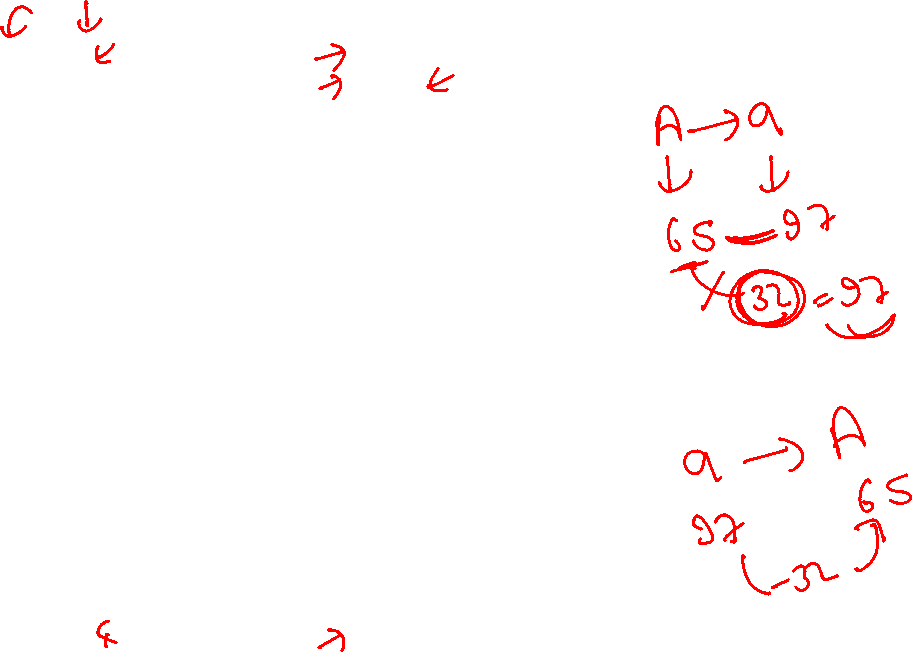 A → a
↓ ↓
65 — 97
32 = 97
a → A
97 65
-32